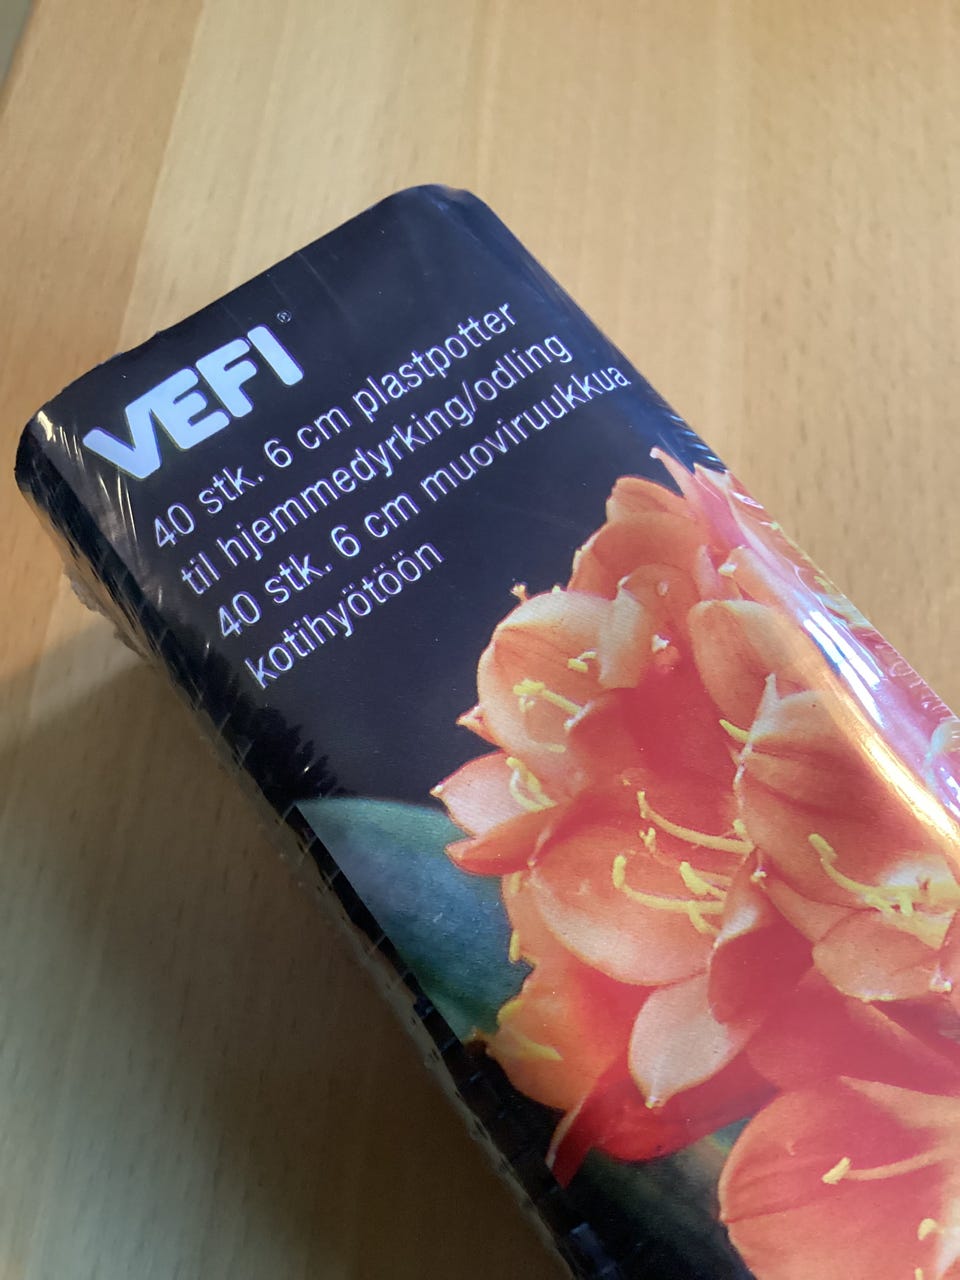 VEFI®
40 stk. 6 cm plastpotter
til hjemmedyrking/odling
40 stk. 6 cm muoviruukkua
kotihyötöön